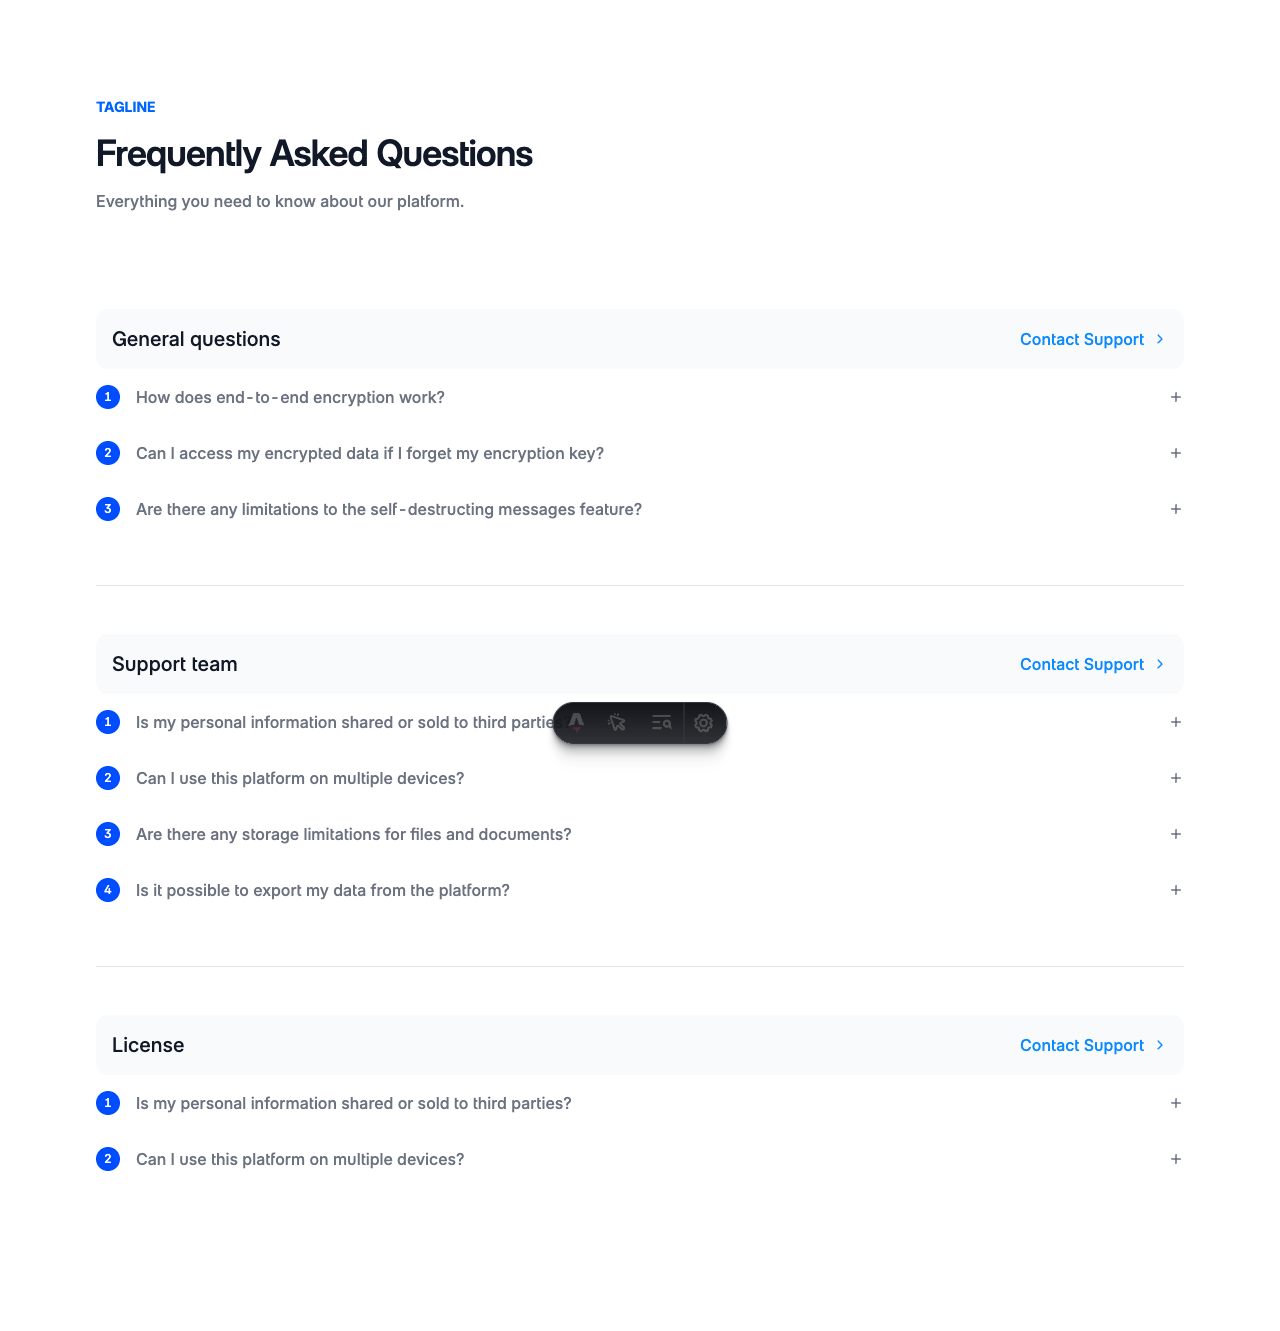 TAGLINE
Frequently Asked Questions
Everything you need to know about our platform.
General questions
Contact Support
1 How does end-to-end encryption work?
2 Can I access my encrypted data if I forget my encryption key?
3 Are there any limitations to the self-destructing messages feature?
Support team
Contact Support
1 Is my personal information shared or sold to third parties?
2 Can I use this platform on multiple devices?
3 Are there any storage limitations for files and documents?
4 Is it possible to export my data from the platform?
License
Contact Support
1 Is my personal information shared or sold to third parties?
2 Can I use this platform on multiple devices?